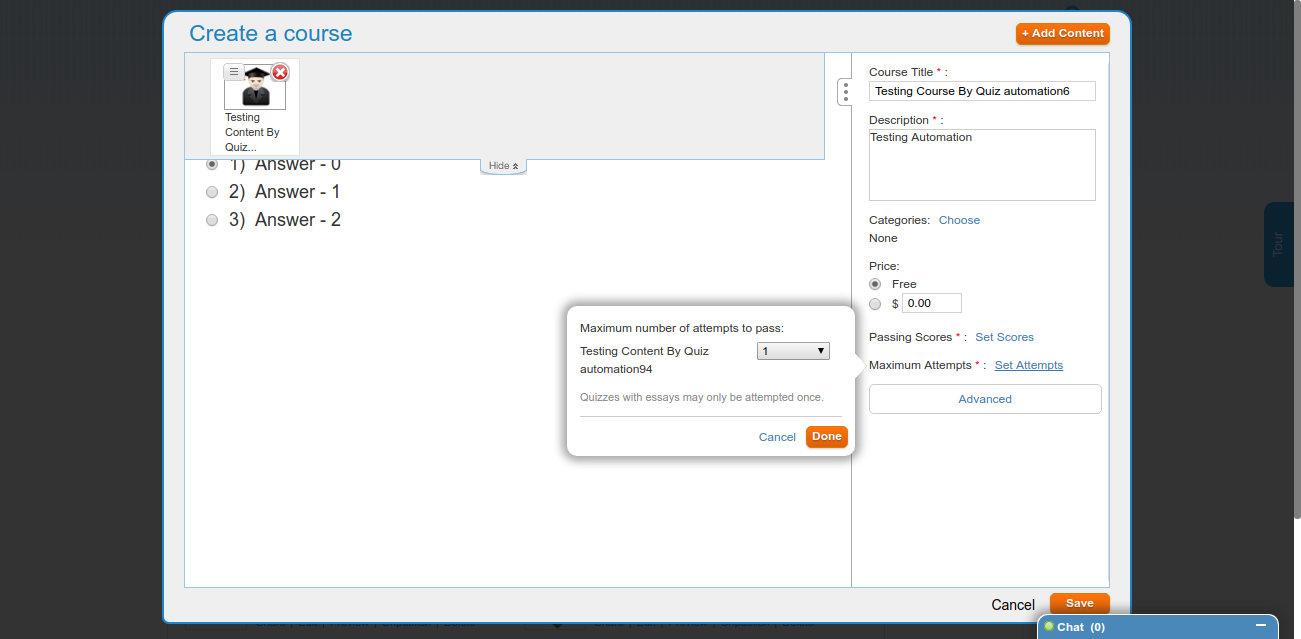 Create a course
+ Add Content
Testing
Content By
Quiz...
1) Answer - 0
2) Answer - 1
3) Answer - 2
Hide
Course Title * :
Testing Course By Quiz automation6
Description * :
Testing Automation
Categories: Choose
None
Price:
Free
$ 0.00
Passing Scores * : Set Scores
Maximum Attempts * : Set Attempts
Advanced
Maximum number of attempts to pass:
Testing Content By Quiz 1
automation94
Quizzes with essays may only be attempted once.
Cancel Done
Tour
Cancel Save
Chat (0)